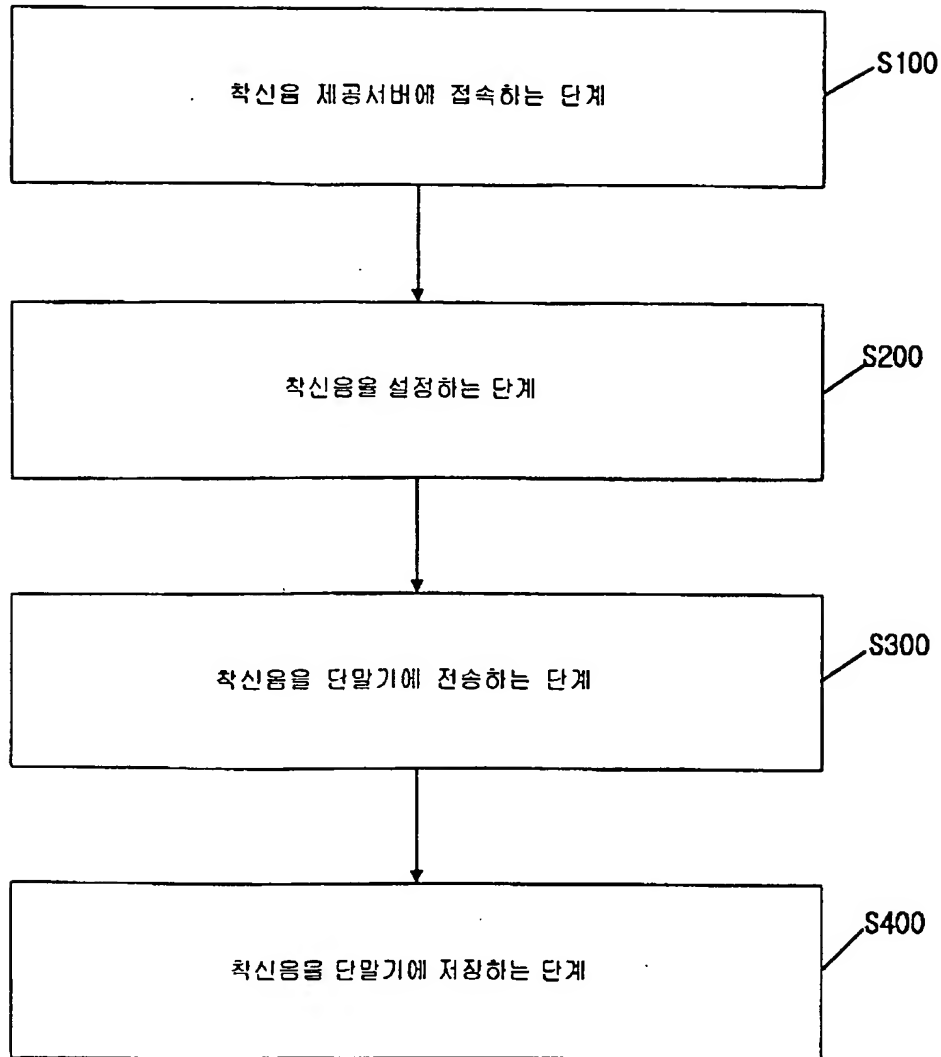 착신음 제공서버에 접속하는 단계
S100
착신음을 설정하는 단계
S200
착신음을 단말기에 전송하는 단계
S300
착신음을 단말기에 저장하는 단계
S400